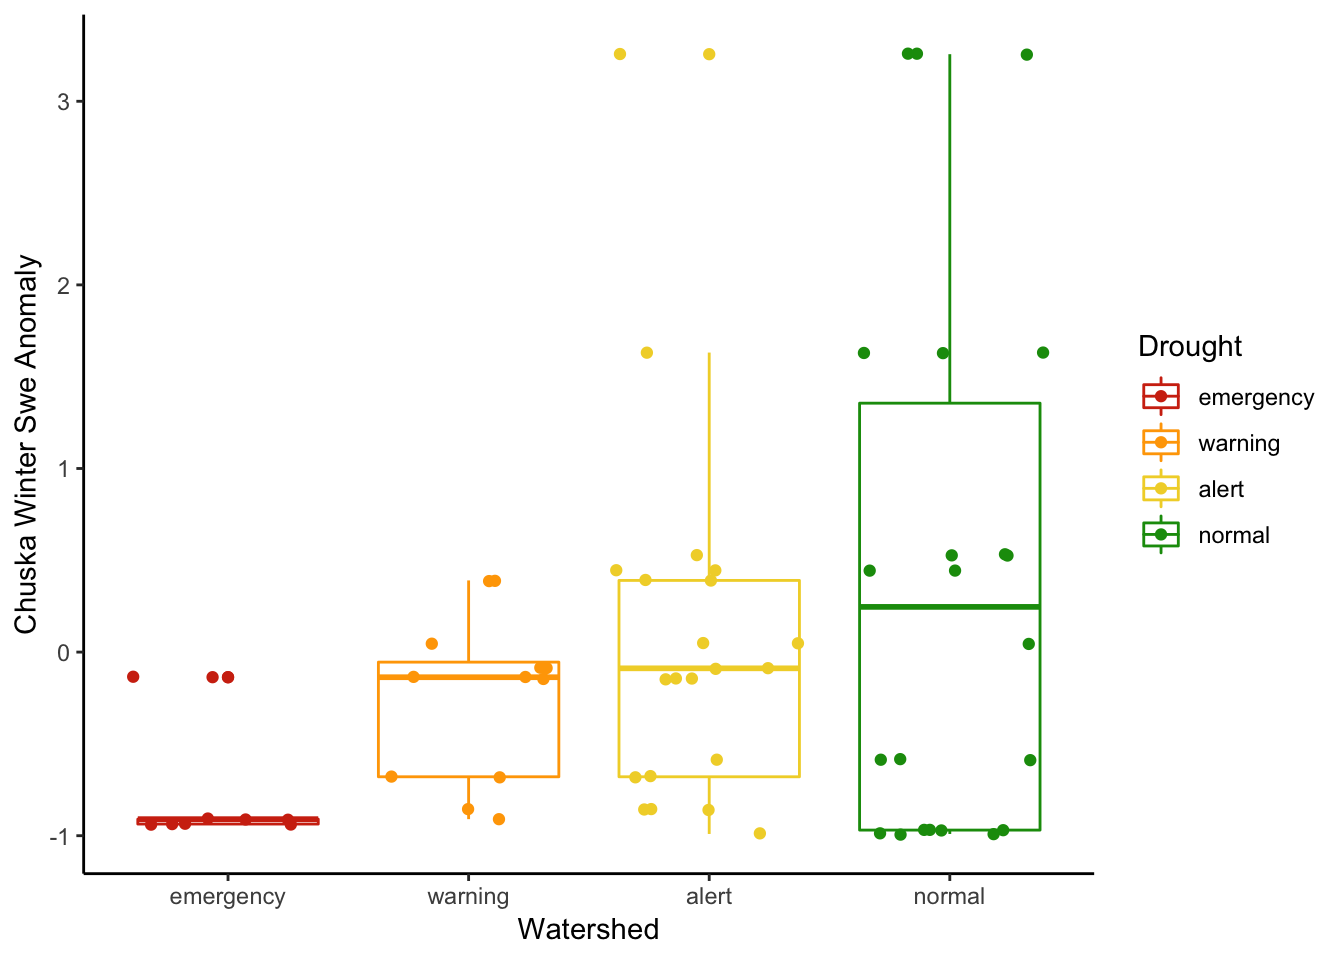 3
2
1
0
-1
Chuska Winter Swe Anomaly
emergency
warning
alert
normal
Watershed
Drought
emergency
warning
alert
normal